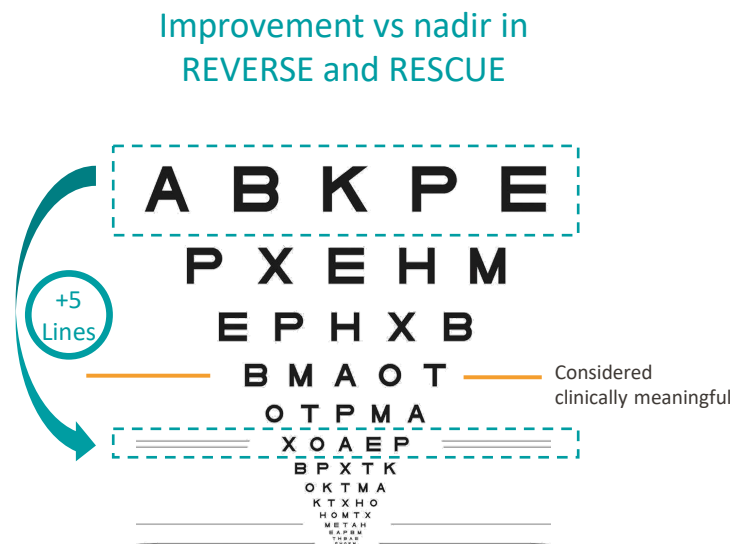 Improvement vs nadir in
REVERSE and RESCUE
A B K P E
P X E H M
+5
Lines
E P H X B
B M A O T
Considered
clinically meaningful
O T P M A
X O A E P
B P X T K
O K T M A
K T X H O
H O M T X
M E T A H